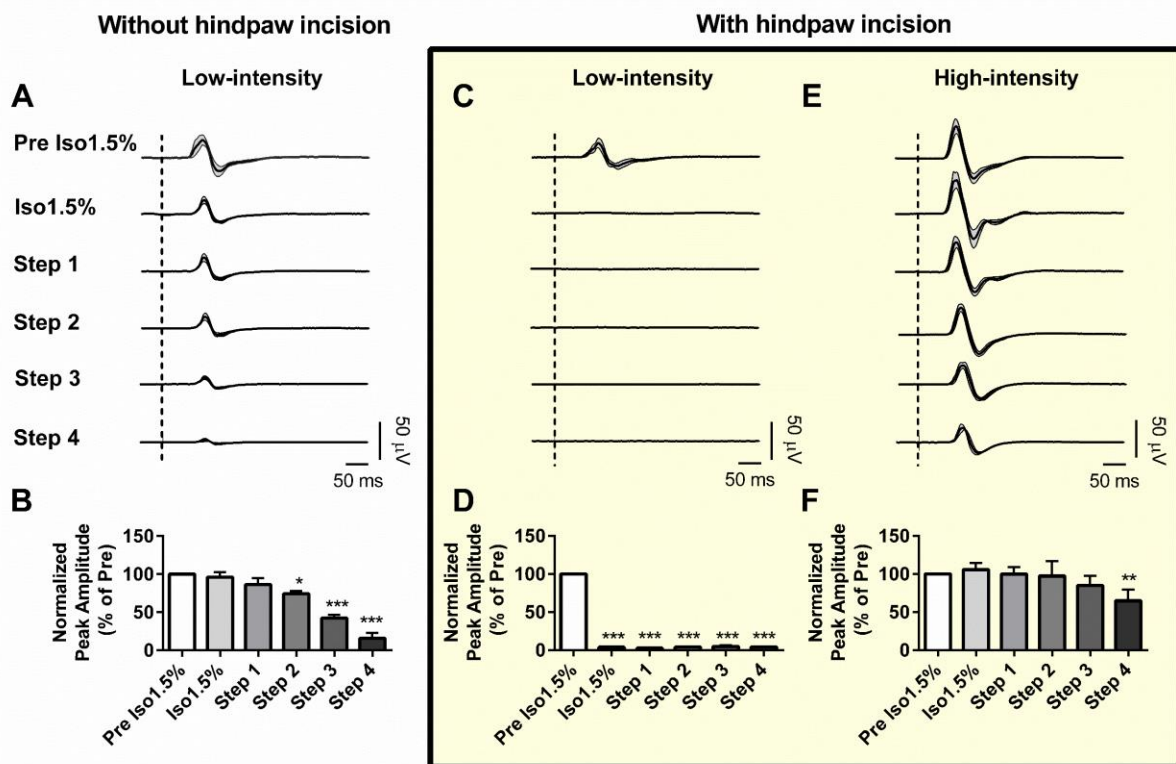 Without hindpaw incision
With hindpaw incision
Low-intensity
Low-intensity
High-intensity
A
C
E
Pre Iso1.5%
Iso1.5%
Step 1
Step 2
Step 3
Step 4
50 µV
50 ms
50 µV
50 ms
50 µV
50 ms
B
Normalized
Peak Amplitude
(% of Pre)
150
100
50
0
*
***
***
Pre Iso1.5%
Iso1.5%
Step 1
Step 2
Step 3
Step 4
D
Normalized
Peak Amplitude
(% of Pre)
150
100
50
0
*** *** *** *** ***
Pre Iso1.5%
Iso1.5%
Step 1
Step 2
Step 3
Step 4
F
Normalized
Peak Amplitude
(% of Pre)
150
100
50
0
**
Pre Iso1.5%
Iso1.5%
Step 1
Step 2
Step 3
Step 4